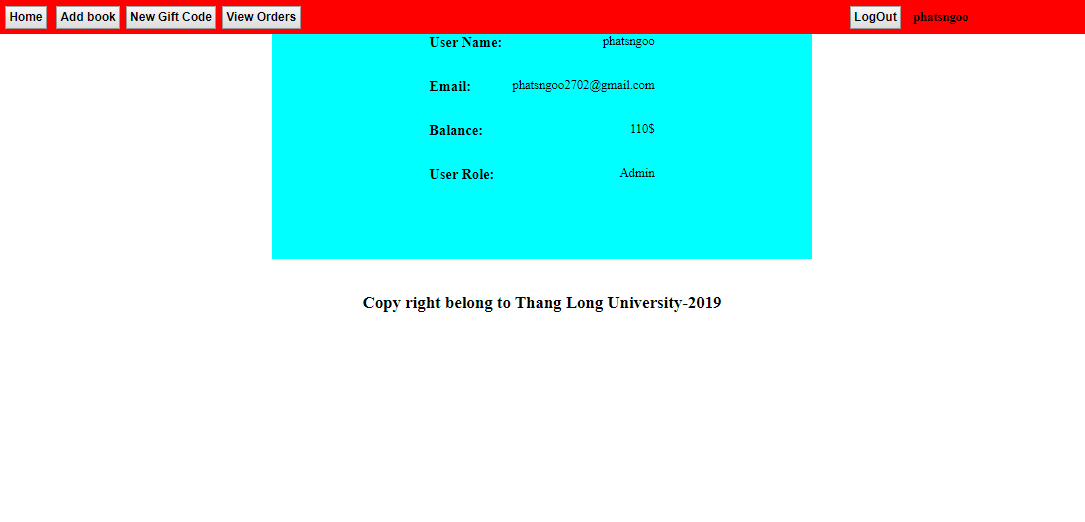 Home Add book New Gift Code View Orders LogOut phatsngoo
User Name: phatsngoo
Email: phatsngoo2702@gmail.com
Balance: 110$
User Role: Admin
Copy right belong to Thang Long University-2019